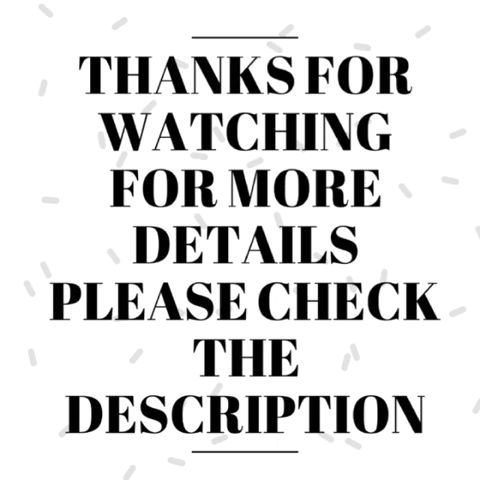 THANKS FOR
WATCHING
FOR MORE
DETAILS
PLEASE CHECK
THE
DESCRIPTION